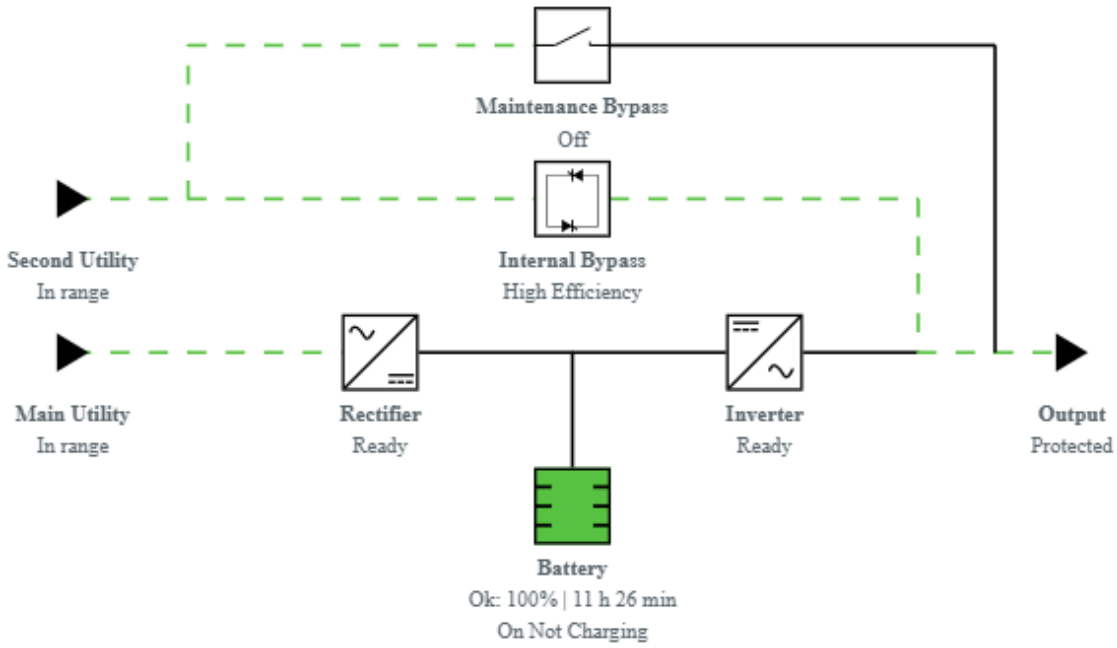 Maintenance Bypass
Off
Second Utility
In range
Internal Bypass
High Efficiency
Main Utility
In range
Rectifier
Ready
Inverter
Ready
Output
Protected
Battery
Ok: 100% | 11 h 26 min
On Not Charging